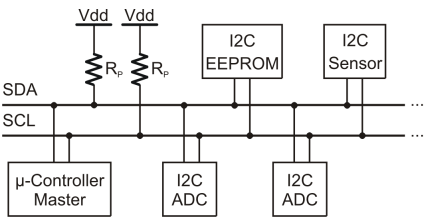 Vdd Vdd
RP RP
I2C
EEPROM
I2C
Sensor
SDA
SCL
...
...
µ-Controller
Master
I2C
ADC
I2C
ADC